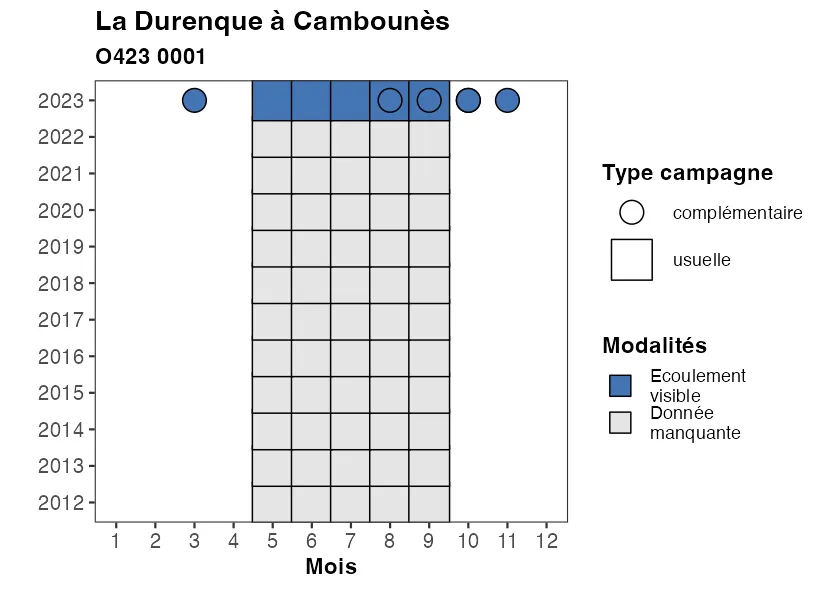 La Durenque à Cambounès
O423 0001
2023
2022
2021
2020
2019
2018
2017
2016
2015
2014
2013
2012
1 2 3 4 5 6 7 8 9 10 11 12
Mois
Type campagne
complémentaire
usuelle
Modalités
Ecoulement
visible
Donnée
manquante